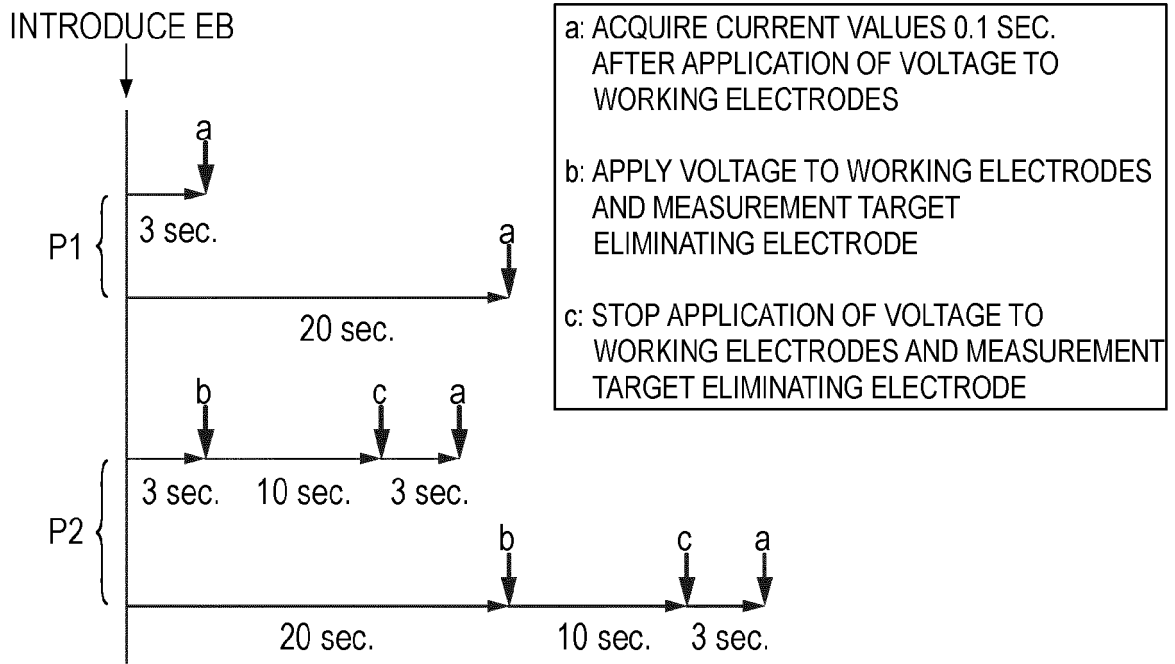 INTRODUCE EB
a: ACQUIRE CURRENT VALUES 0.1 SEC.
AFTER APPLICATION OF VOLTAGE TO
WORKING ELECTRODES
b: APPLY VOLTAGE TO WORKING ELECTRODES
AND MEASUREMENT TARGET
ELIMINATING ELECTRODE
c: STOP APPLICATION OF VOLTAGE TO
WORKING ELECTRODES AND MEASUREMENT
TARGET ELIMINATING ELECTRODE
a
3 sec.
P1
a
20 sec.
b c a
3 sec. 10 sec. 3 sec.
P2
b c a
20 sec. 10 sec. 3 sec.